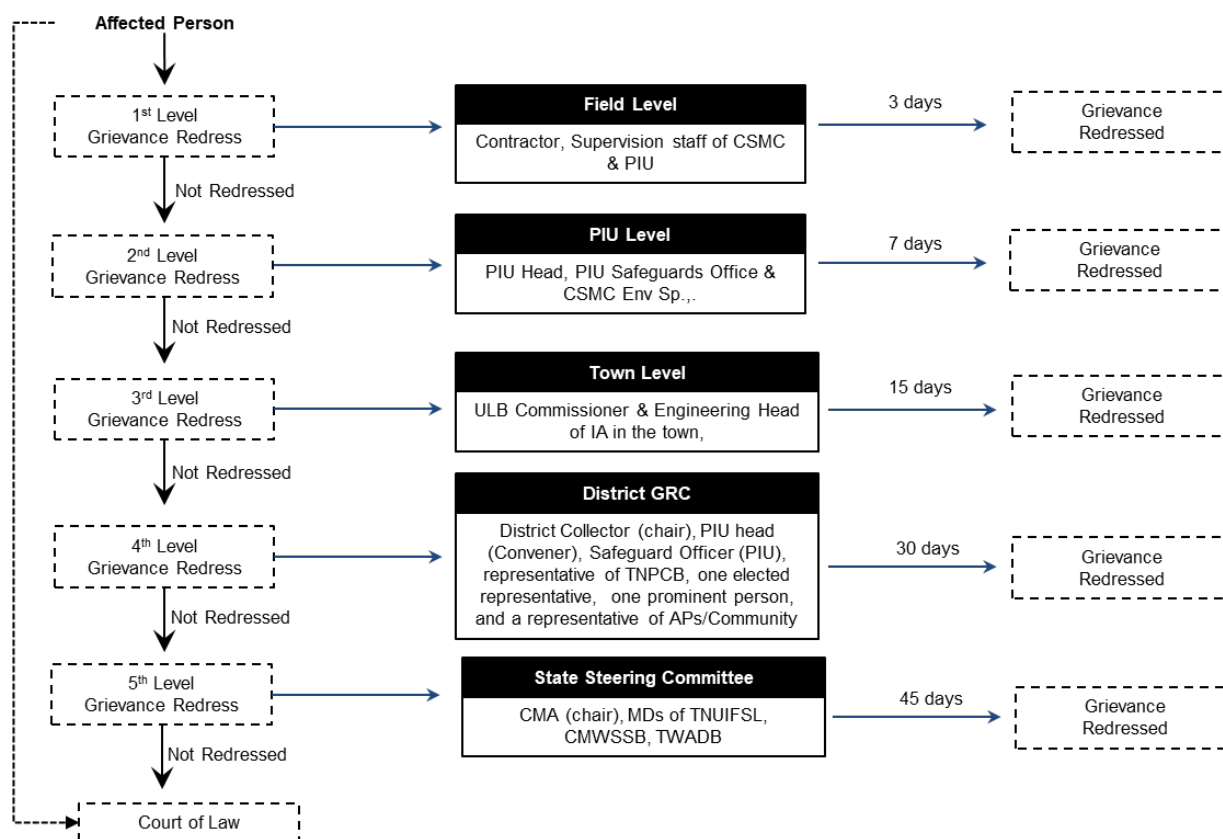 Affected Person
1st Level
Grievance Redress
Field Level
Contractor, Supervision staff of CSMC
& PIU
3 days
Grievance
Redressed
Not Redressed
2nd Level
Grievance Redress
PIU Level
PIU Head, PIU Safeguards Office &
CSMC Env Sp.,.
7 days
Grievance
Redressed
Not Redressed
3rd Level
Grievance Redress
Town Level
ULB Commissioner & Engineering Head
of IA in the town,
15 days
Grievance
Redressed
Not Redressed
4th Level
Grievance Redress
District GRC
District Collector (chair), PIU head
(Convener), Safeguard Officer (PIU),
representative of TNPCB, one elected
representative, one prominent person,
and a representative of APs/Community
30 days
Grievance
Redressed
Not Redressed
5th Level
Grievance Redress
State Steering Committee
CMA (chair), MDs of TNUIFSL,
CMWSSB, TWADB
45 days
Grievance
Redressed
Not Redressed
Court of Law